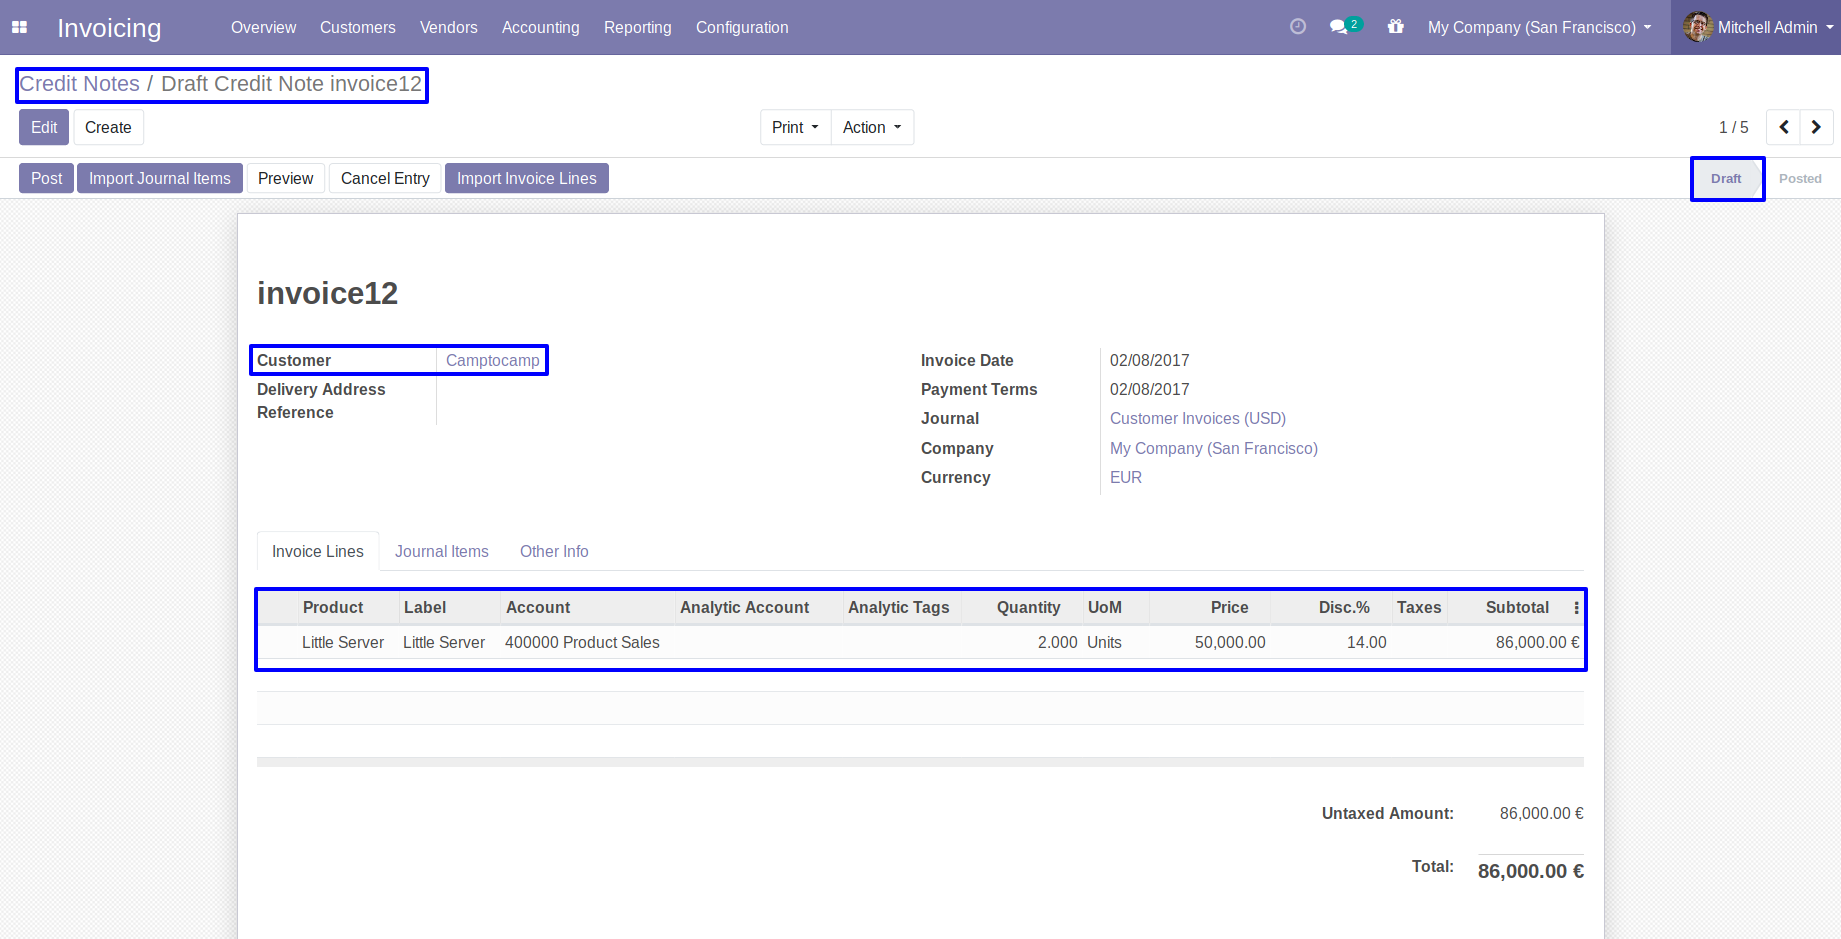 Invoicing Overview Customers Vendors Accounting Reporting Configuration 2 My Company (San Francisco) Mitchell Admin
Credit Notes / Draft Credit Note invoice12
Edit Create Print Action 1 / 5
Post Import Journal Items Preview Cancel Entry Import Invoice Lines Draft Posted
invoice12
Customer Camptocamp Invoice Date 02/08/2017
Delivery Address Payment Terms 02/08/2017
Reference Journal Customer Invoices (USD)
Company My Company (San Francisco)
Currency EUR
Invoice Lines Journal Items Other Info
Product Label Account Analytic Account Analytic Tags Quantity UoM Price Disc.% Taxes Subtotal
Little Server Little Server 400000 Product Sales 2.000 Units 50,000.00 14.00 86,000.00 €
Untaxed Amount: 86,000.00 €
Total: 86,000.00 €